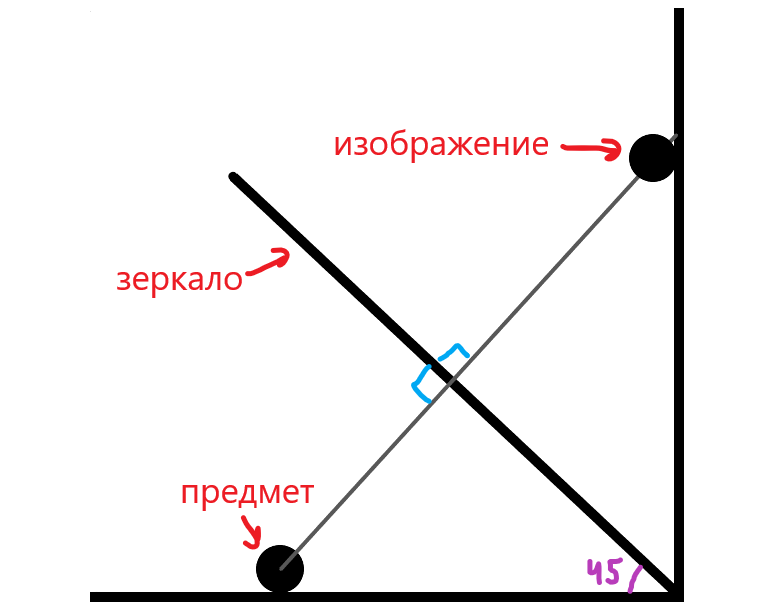 изображение
зеркало
предмет
45